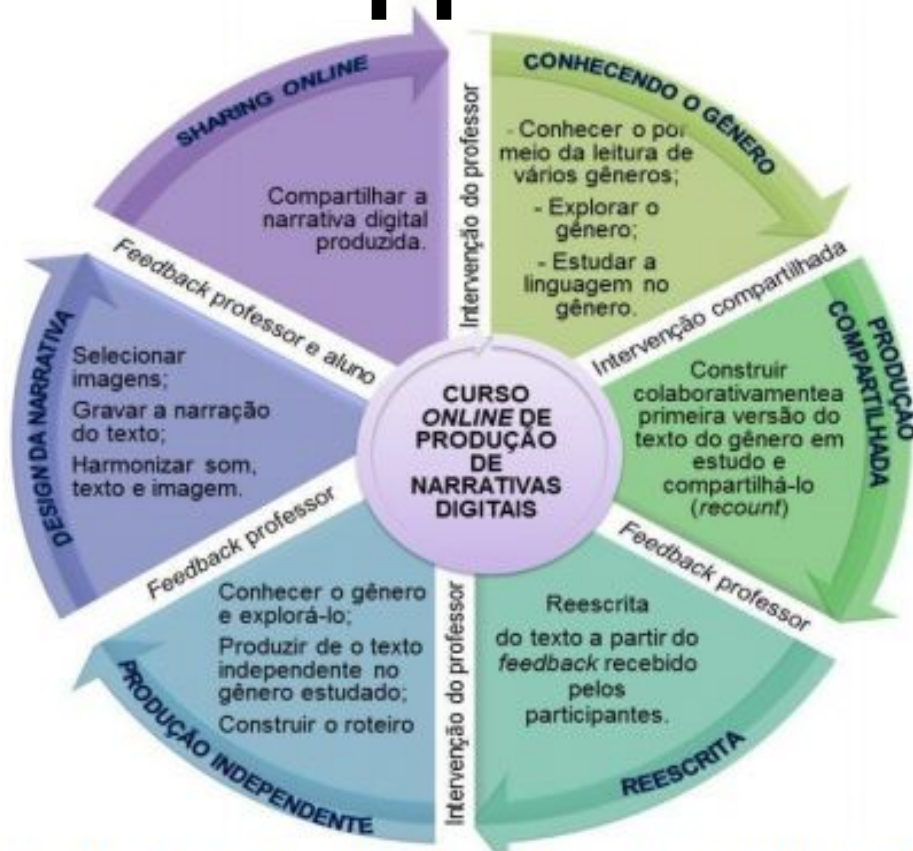 CURSO
ONLINE DE
PRODUÇÃO
DE
NARRATIVAS
DIGITAIS
Intervenção do professor
CONHECENDO O GÊNERO
- Conhecer o por
meio da leitura de
vários gêneros;
- Explorar o
gênero;
- Estudar a
linguagem no
gênero.
Intervenção compartilhada
PRODUÇÃO
COMPARTILHADA
Construir
colaborativamentea
primeira versão do
texto do gênero em
estudo e
compartilhá-lo
(recount)
Feedback professor
REESCRITA
Reescrita
do texto a partir do
feedback recebido
pelos
participantes.
Intervenção do professor
PRODUÇÃO INDEPENDENTE
Conhecer o gênero
e explorá-lo;
Produzir de o texto
independente no
gênero estudado;
Construir o roteiro
Feedback professor
DESIGN DA NARRATIVA
Selecionar
imagens;
Gravar a narração
do texto;
Harmonizar som,
texto e imagem.
Feedback professor e aluno
SHARING ONLINE
Compartilhar a
narrativa digital
produzida.